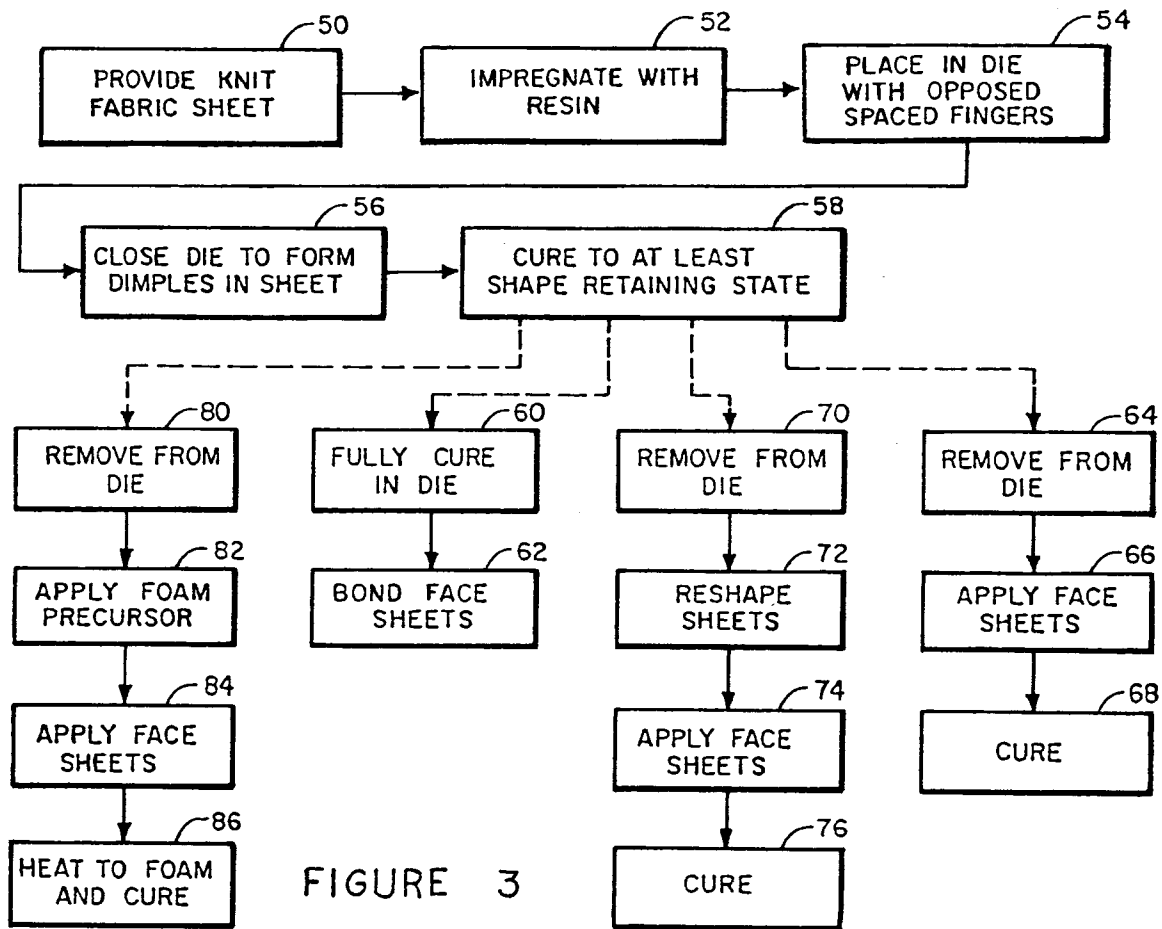 50
PROVIDE KNIT
FABRIC SHEET
52
IMPREGNATE WITH
RESIN
54
PLACE IN DIE
WITH OPPOSED
SPACED FINGERS
56
CLOSE DIE TO FORM
DIMPLES IN SHEET
58
CURE TO AT LEAST
SHAPE RETAINING STATE
80
REMOVE FROM
DIE
82
APPLY FOAM
PRECURSOR
84
APPLY FACE
SHEETS
86
HEAT TO FOAM
AND CURE
60
FULLY CURE
IN DIE
62
BOND FACE
SHEETS
70
REMOVE FROM
DIE
72
RESHAPE
SHEETS
74
APPLY FACE
SHEETS
76
CURE
64
REMOVE FROM
DIE
66
APPLY FACE
SHEETS
68
CURE
FIGURE 3